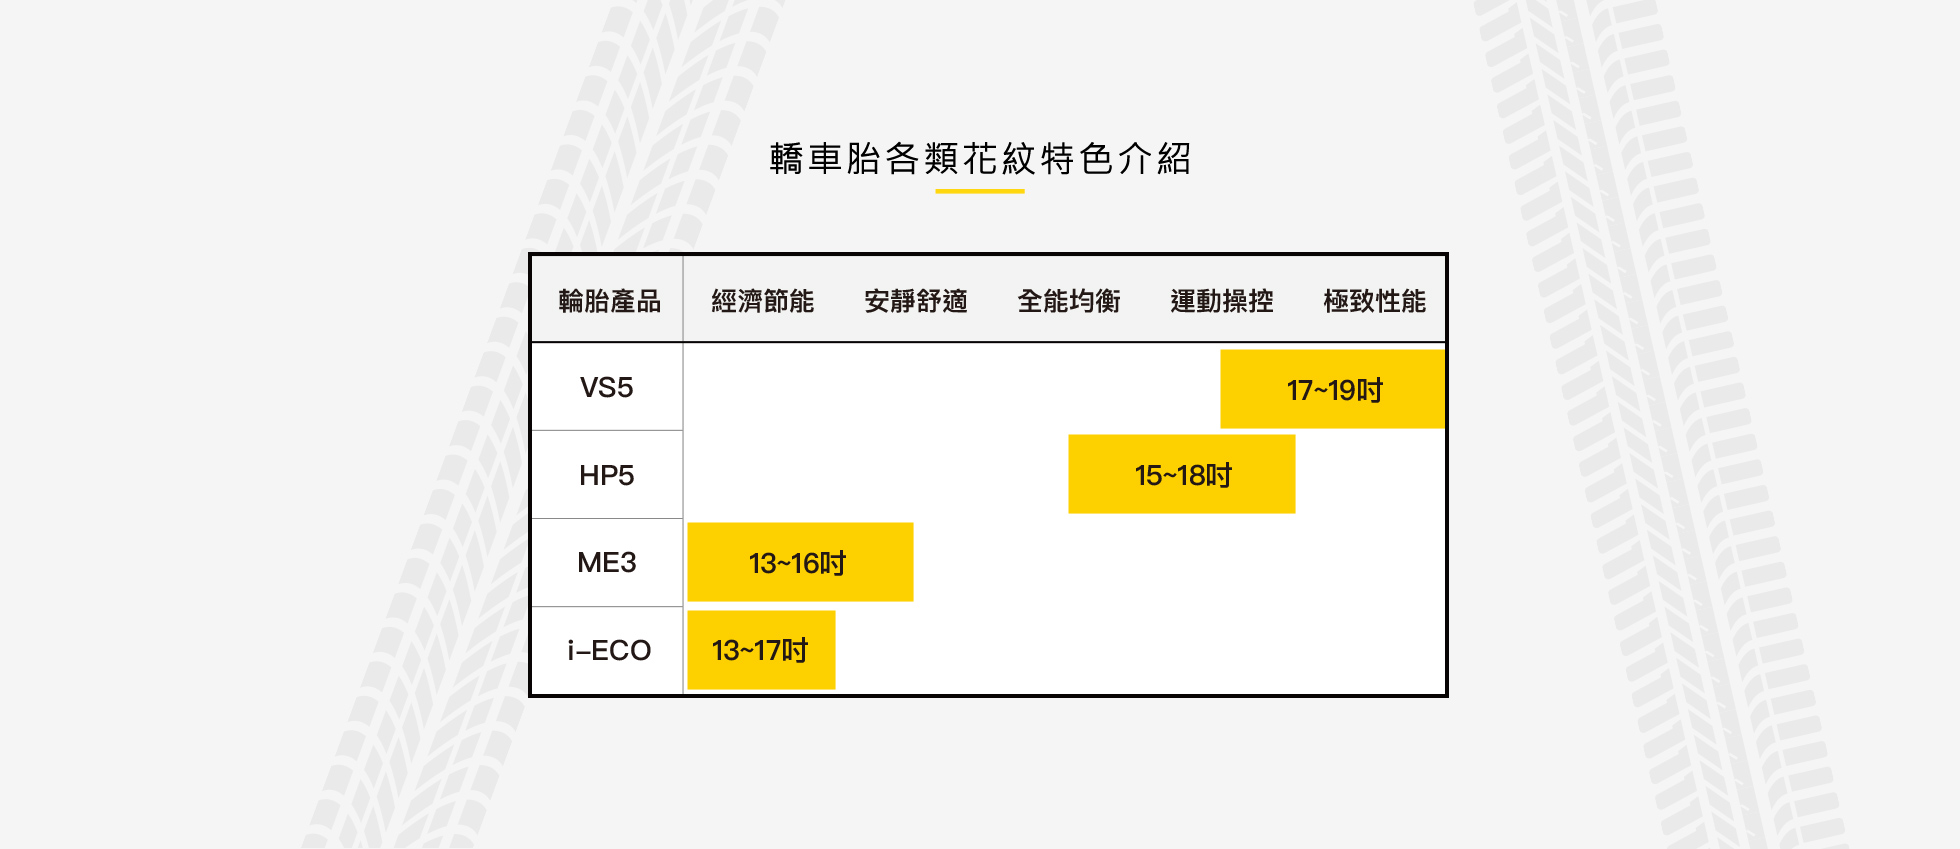 轎車胎各類花紋特色介紹
輪胎產品 經濟節能 安靜舒適 全能均衡 運動操控 極致性能
VS5 17~19吋
HP5 15~18吋
ME3 13~16吋
i-ECO 13~17吋